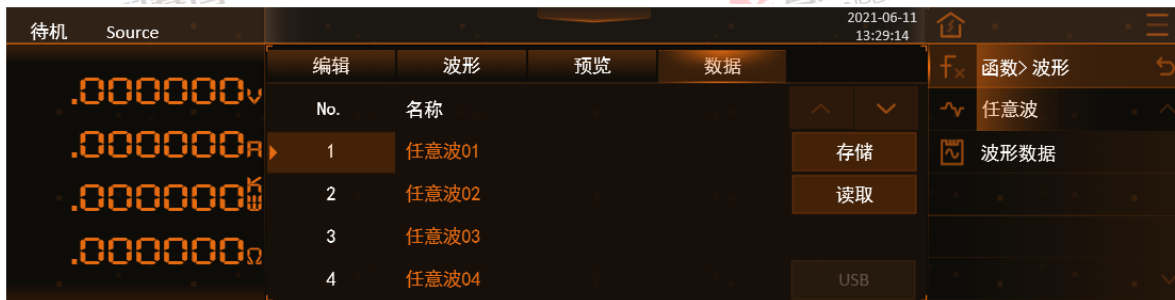 待机 Source
2021-06-11
13:29:14
.000000V
.000000A
.000000KW
.000000Ω
编辑 波形 预览 数据
No. 名称
1 任意波01
2 任意波02
3 任意波03
4 任意波04
存储
读取
USB
fx 函数>波形
任意波
波形数据